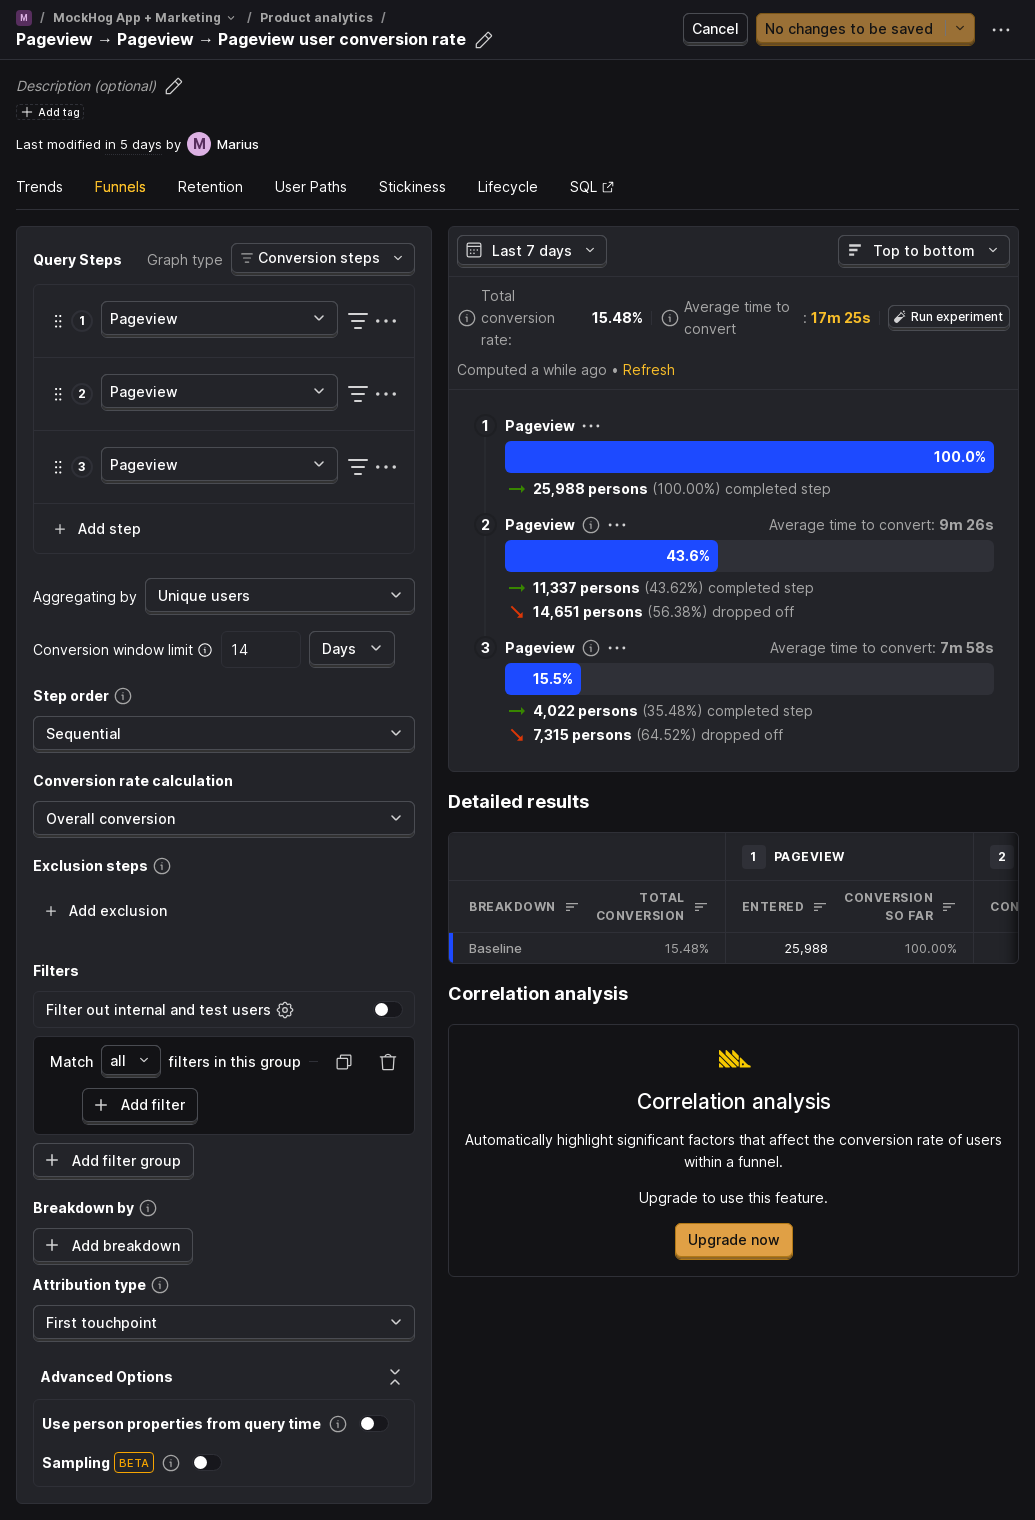 M / MockHog App + Marketing / Product analytics /
Pageview → Pageview → Pageview user conversion rate
Cancel
No changes to be saved
Description (optional)
Add tag
Last modified in 5 days by M Marius
Trends Funnels Retention User Paths Stickiness Lifecycle SQL
Query Steps Graph type Conversion steps
1 Pageview
2 Pageview
3 Pageview
Add step
Aggregating by Unique users
Conversion window limit 14 Days
Step order
Sequential
Conversion rate calculation
Overall conversion
Exclusion steps
Add exclusion
Filters
Filter out internal and test users
Match all filters in this group
Add filter
Add filter group
Breakdown by
Add breakdown
Attribution type
First touchpoint
Advanced Options
Use person properties from query time
Sampling BETA
Last 7 days Top to bottom
Total
conversion
rate:
15.48%
Average time to
convert
: 17m 25s
Run experiment
Computed a while ago • Refresh
1 Pageview
100.0%
→ 25,988 persons (100.00%) completed step
2 Pageview Average time to convert: 9m 26s
43.6%
→ 11,337 persons (43.62%) completed step
↘ 14,651 persons (56.38%) dropped off
3 Pageview Average time to convert: 7m 58s
15.5%
→ 4,022 persons (35.48%) completed step
↘ 7,315 persons (64.52%) dropped off
Detailed results
1 PAGEVIEW 2
BREAKDOWN
TOTAL
CONVERSION
ENTERED
CONVERSION
SO FAR
CON
Baseline 15.48% 25,988 100.00%
Correlation analysis
Correlation analysis
Automatically highlight significant factors that affect the conversion rate of users
within a funnel.
Upgrade to use this feature.
Upgrade now